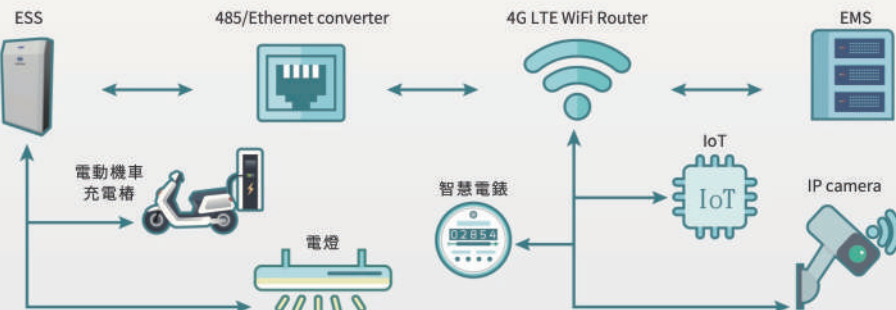 ESS
485/Ethernet converter
4G LTE WiFi Router
EMS
電動機車
充電樁
智慧電錶
IoT
IoT
IP camera
02854
電燈